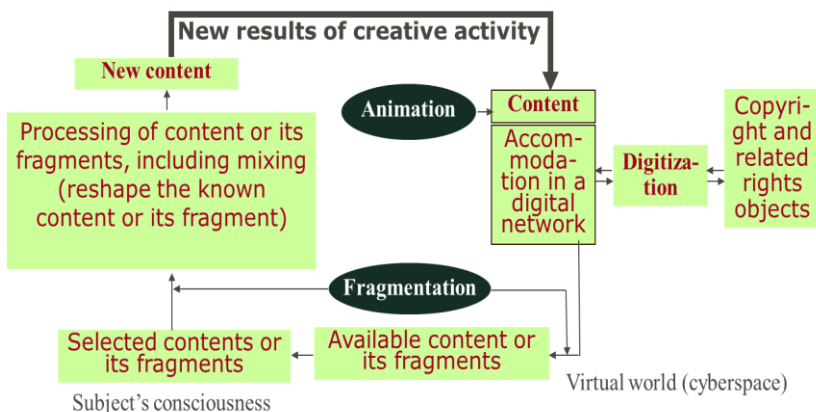 New results of creative activity
New content
Animation
Content
Copyri-
ght and
related
rights
objects
Processing of content or its
fragments, including mixing
(reshape the known
content or its fragment)
Accom-
moda-
tion in a
digital
network
Digitiza-
tion
Fragmentation
Selected contents or
its fragments
Available content or
its fragments
Virtual world (cyberspace)
Subject's consciousness